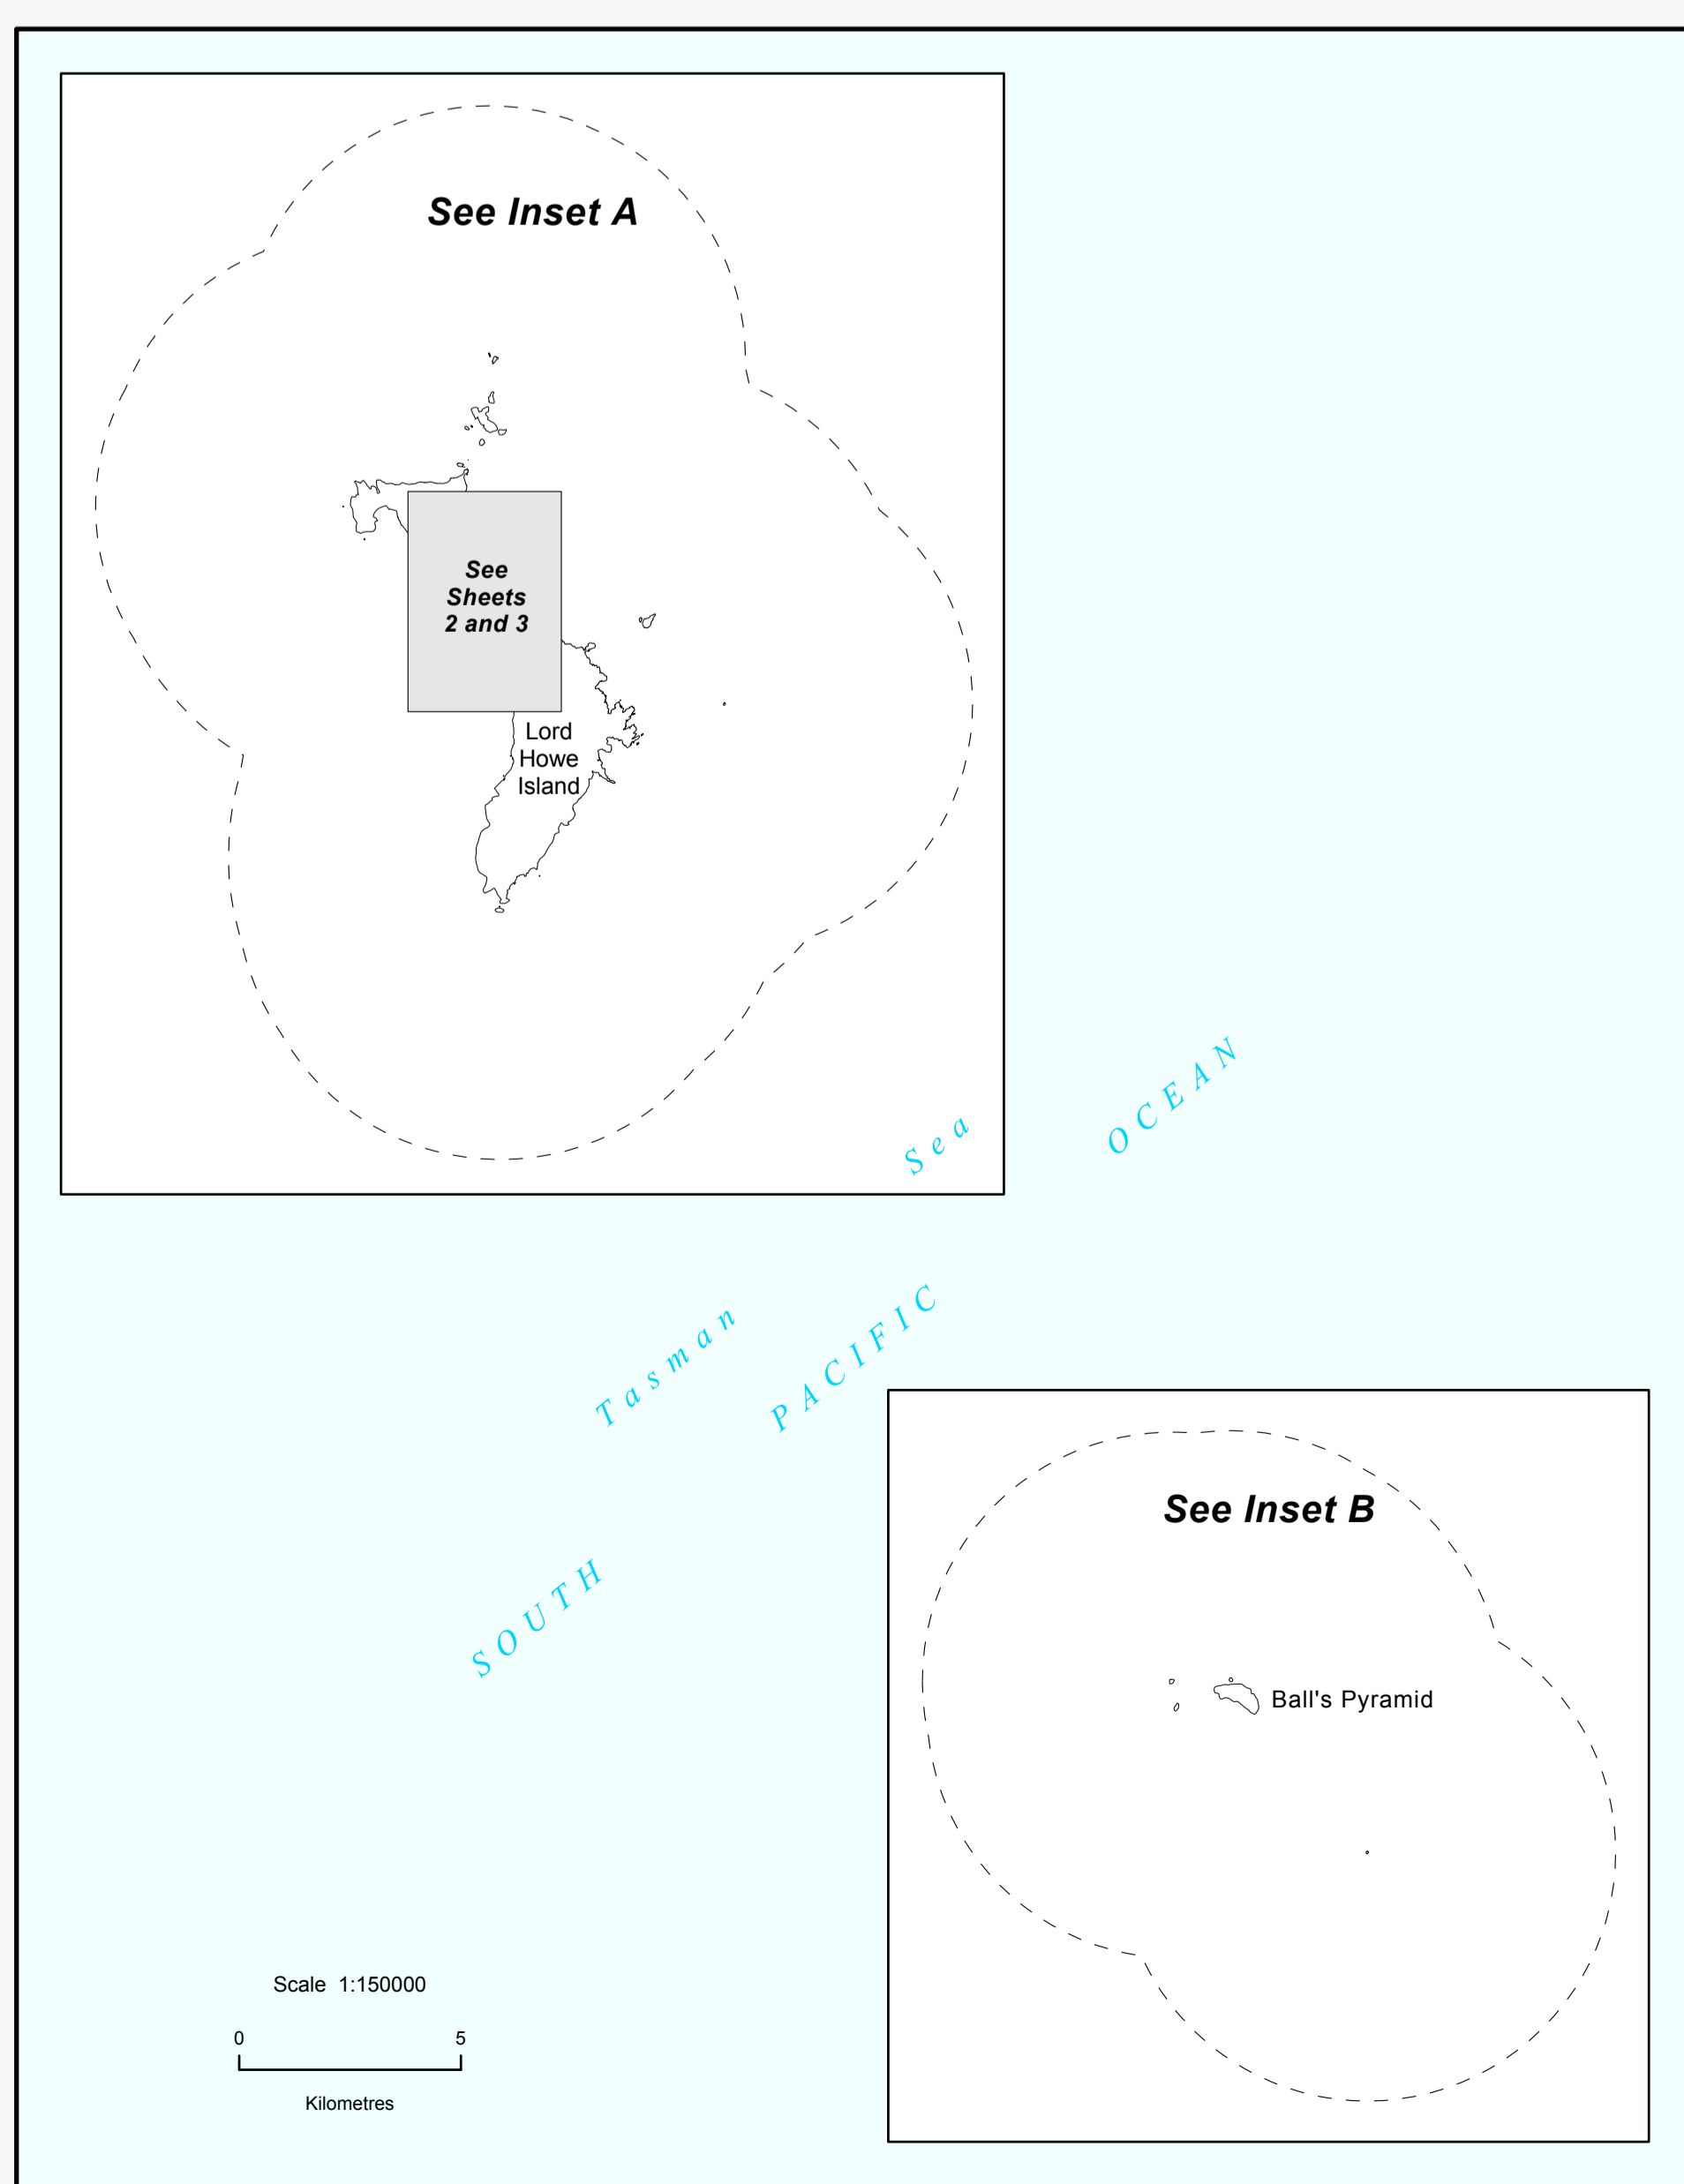 See Inset A
See
Sheets
2 and 3
Lord
Howe
Island
Tasman Sea
SOUTH PACIFIC OCEAN
See Inset B
Ball's Pyramid
Scale 1:150000
0 5
Kilometres